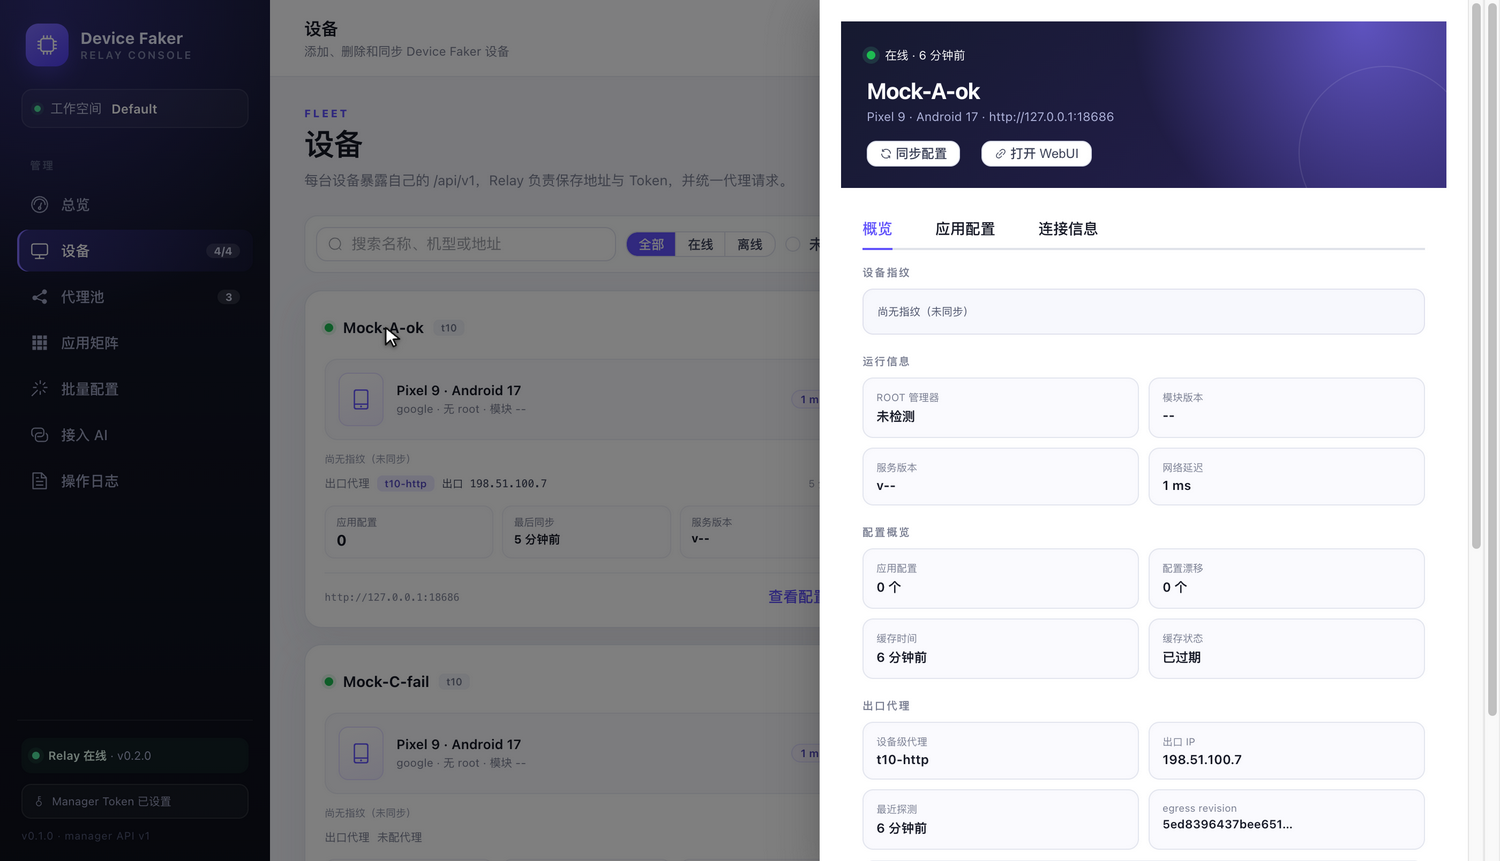 Device Faker
RELAY CONSOLE
工作空间 Default
管理
总览
设备 4/4
代理池 3
应用矩阵
批量配置
接入 AI
操作日志
Relay 在线 · v0.2.0
Manager Token 已设置
v0.1.0 · manager API v1
设备
添加、删除和同步 Device Faker 设备
FLEET
设备
每台设备暴露自己的 /api/v1，Relay 负责保存地址与 Token，并统一代理请求。
搜索名称、机型或地址
全部 在线 离线
Mock-A-ok t10
Pixel 9 · Android 17
google · 无 root · 模块 --
1 m
尚无指纹（未同步）
出口代理 t10-http 出口 198.51.100.7 5
应用配置
0
最后同步
5 分钟前
服务版本
v--
http://127.0.0.1:18686
查看配置
Mock-C-fail t10
Pixel 9 · Android 17
google · 无 root · 模块 --
1 m
尚无指纹（未同步）
出口代理 未配代理
在线 · 6 分钟前
Mock-A-ok
Pixel 9 · Android 17 · http://127.0.0.1:18686
同步配置 打开 WebUI
概览 应用配置 连接信息
设备指纹
尚无指纹（未同步）
运行信息
ROOT 管理器
未检测
模块版本
--
服务版本
v--
网络延迟
1 ms
配置概览
应用配置
0 个
配置漂移
0 个
缓存时间
6 分钟前
缓存状态
已过期
出口代理
设备级代理
t10-http
出口 IP
198.51.100.7
最近探测
6 分钟前
egress revision
5ed8396437bee651...